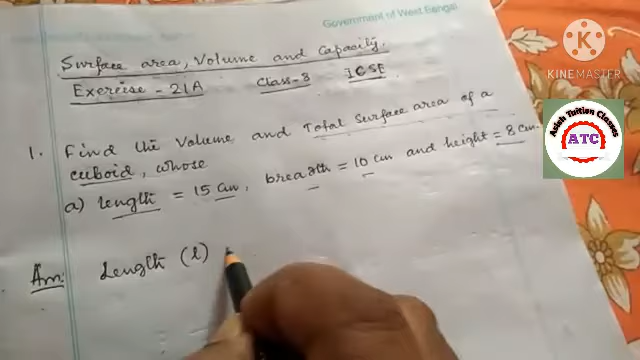 Government of West Bengal
KINEMASTER
Surface area, Volume and Capacity.
Exercise - 21A Class-8 ICSE
Asish Tuition Classes
ATC
1. Find the Volume and Total Surface area of a
cuboid, whose
a) Length = 15 cm, breadth = 10 cm and height = 8 cm.
Ans: Length (l)